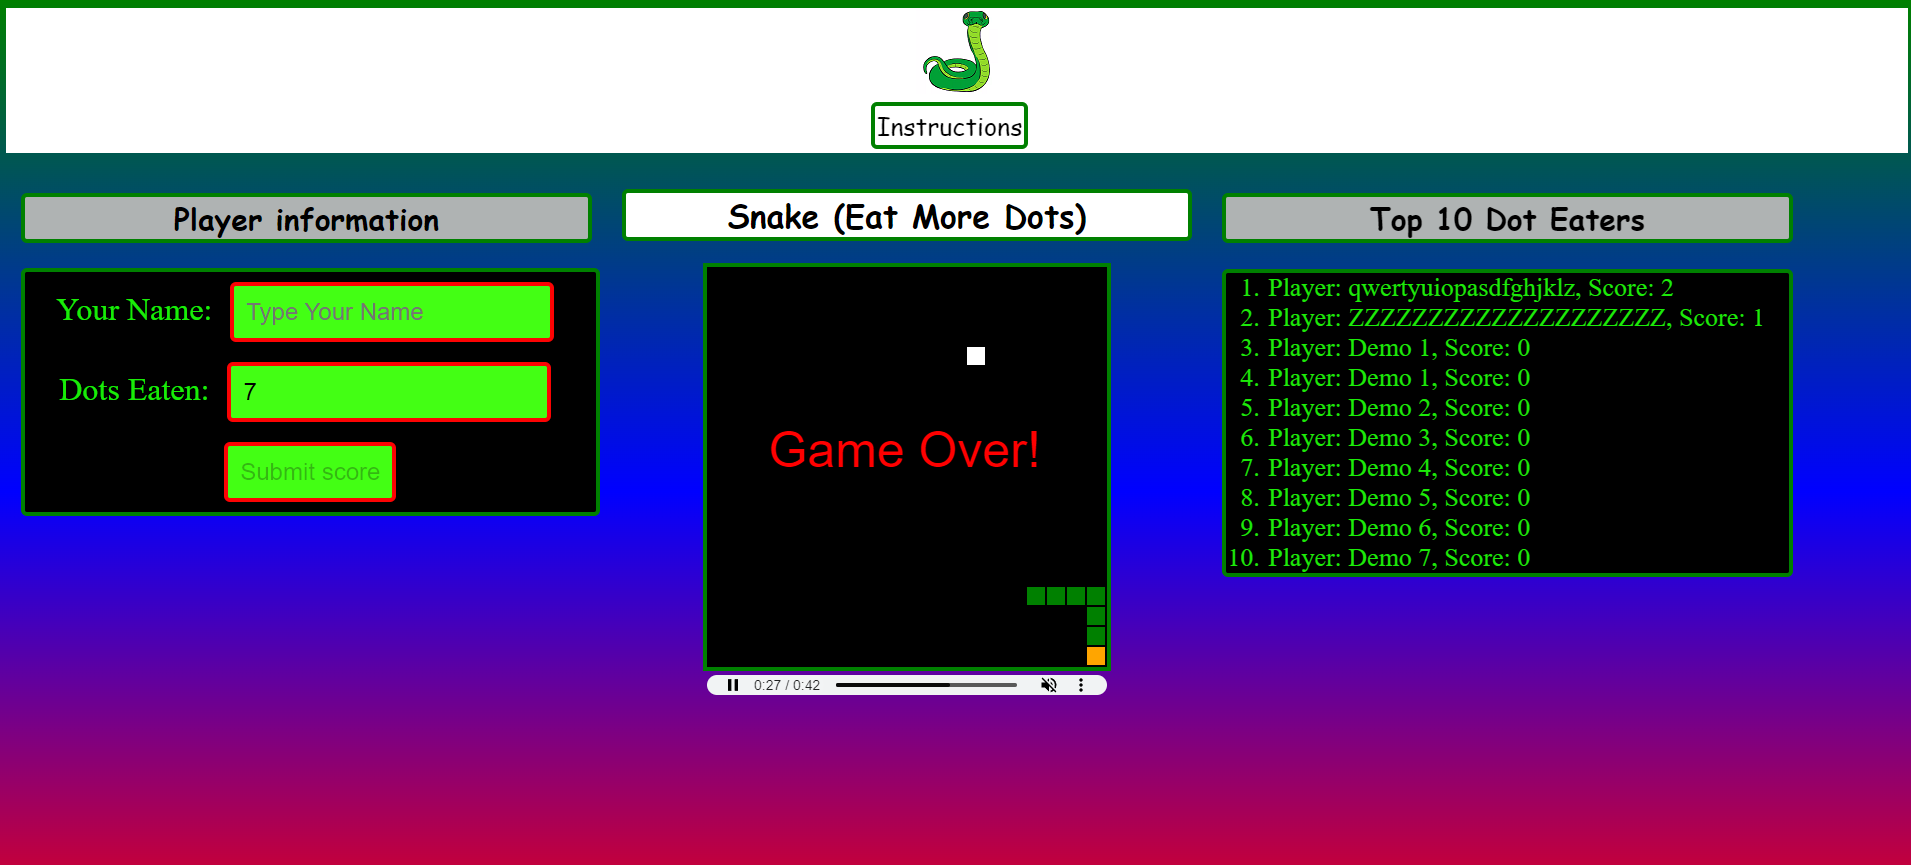 Instructions
Player information
Your Name: Type Your Name
Dots Eaten: 7
Submit score
Snake (Eat More Dots)
Game Over!
0:27 / 0:42
Top 10 Dot Eaters
1. Player: qwertyuiopasdfghjklz, Score: 2
2. Player: ZZZZZZZZZZZZZZZZZZZZ, Score: 1
3. Player: Demo 1, Score: 0
4. Player: Demo 1, Score: 0
5. Player: Demo 2, Score: 0
6. Player: Demo 3, Score: 0
7. Player: Demo 4, Score: 0
8. Player: Demo 5, Score: 0
9. Player: Demo 6, Score: 0
10. Player: Demo 7, Score: 0